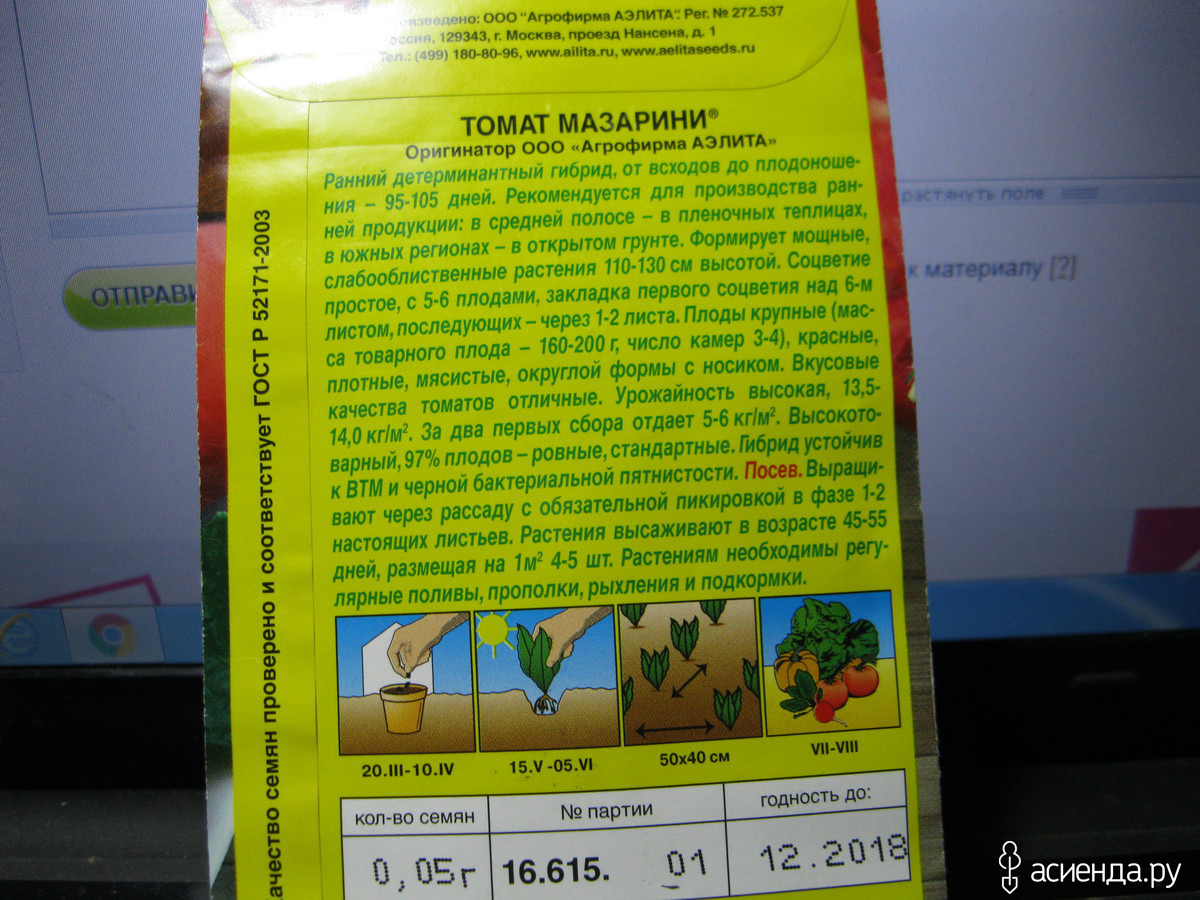 ООО "Агрофирма АЭЛИТА". Рег. № 272.537
129343, г. Москва, проезд Нансена, д. 1
Тел.: (499) 180-80-96, www.ailita.ru, www.aelitaseeds.ru
ТОМАТ МАЗАРИНИ®
Оригинатор ООО «Агрофирма АЭЛИТА»
Ранний детерминантный гибрид, от всходов до плодоноше-
ния – 95-105 дней. Рекомендуется для производства ран-
ней продукции: в средней полосе – в пленочных теплицах,
в южных регионах – в открытом грунте. Формирует мощные,
слабооблиственные растения 110-130 см высотой. Соцветие
простое, с 5-6 плодами, закладка первого соцветия над 6-м
листом, последующих – через 1-2 листа. Плоды крупные (мас-
са товарного плода – 160-200 г, число камер 3-4), красные,
плотные, мясистые, округлой формы с носиком. Вкусовые
качества томатов отличные. Урожайность высокая, 13,5-
14,0 кг/м². За два первых сбора отдает 5-6 кг/м². Высокото-
варный, 97% плодов – ровные, стандартные. Гибрид устойчив
к ВТМ и черной бактериальной пятнистости. Посев. Выращи-
вают через рассаду с обязательной пикировкой в фазе 1-2
настоящих листьев. Растения высаживают в возрасте 45-55
дней, размещая на 1м² 4-5 шт. Растениям необходимы регу-
лярные поливы, прополки, рыхления и подкормки.
20.III-10.IV
15.V -05.VI
50х40 см
VII-VIII
кол-во семян
№ партии
годность до:
0,05г
16.615. 01
12.2018
семян проверено и соответствует ГОСТ Р 52171-2003
растянуть поле
к материалу [?]
асиенда.ру